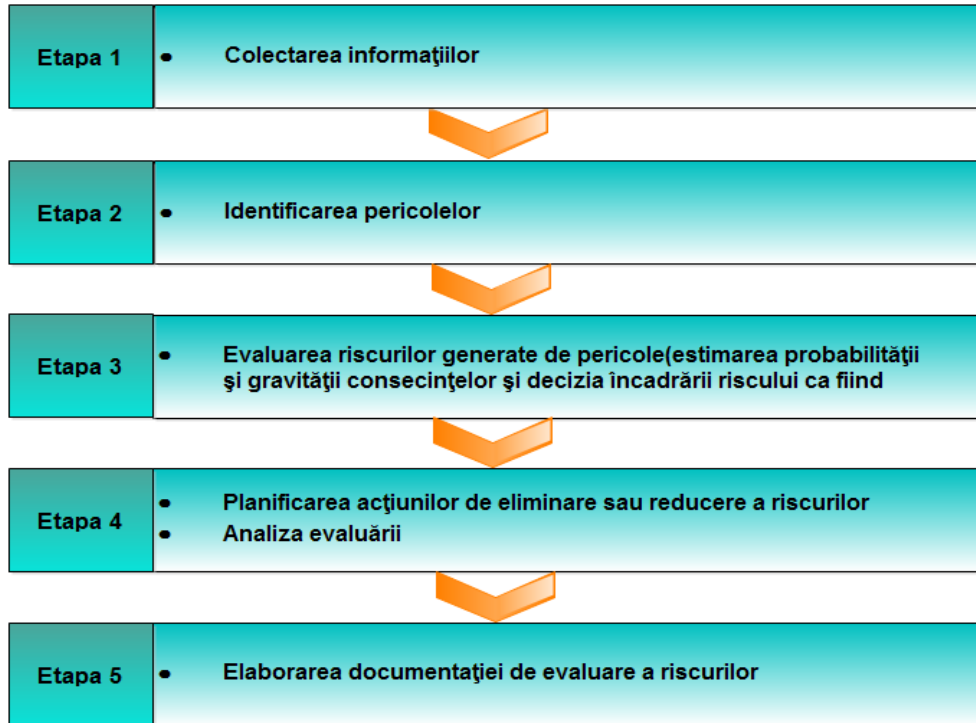 Etapa 1
• Colectarea informaţiilor
Etapa 2
• Identificarea pericolelor
Etapa 3
• Evaluarea riscurilor generate de pericole(estimarea probabilităţii
şi gravităţii consecinţelor şi decizia încadrării riscului ca fiind
Etapa 4
• Planificarea acţiunilor de eliminare sau reducere a riscurilor
• Analiza evaluării
Etapa 5
• Elaborarea documentaţiei de evaluare a riscurilor